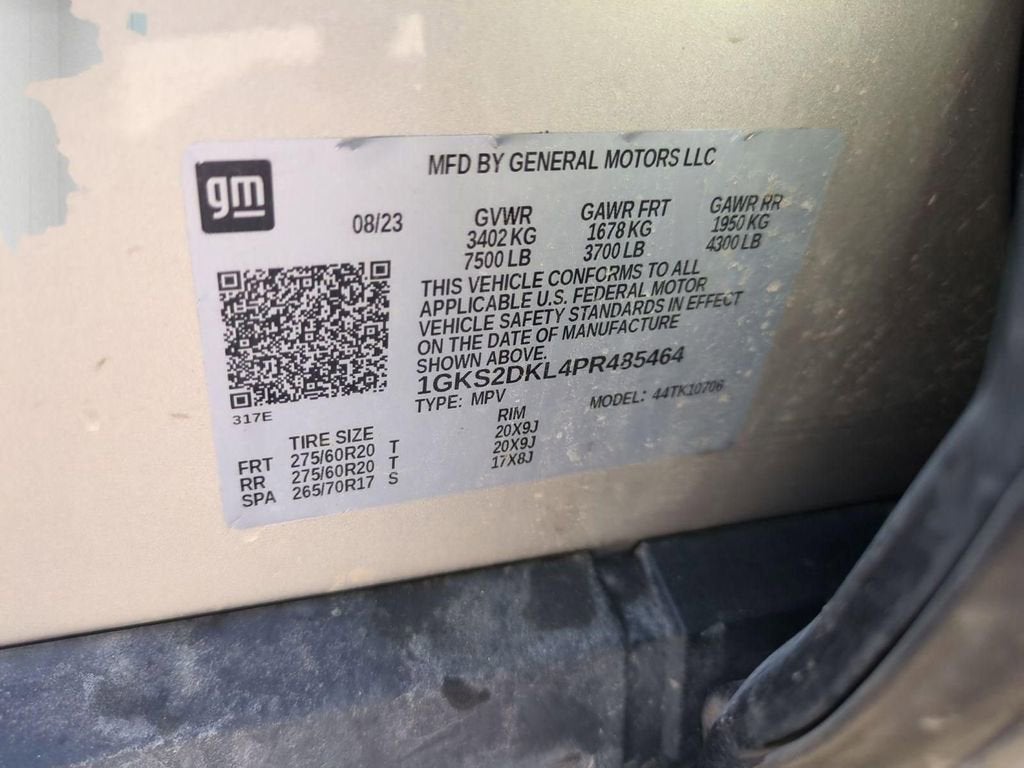 gm
MFD BY GENERAL MOTORS LLC
08/23
GVWR
3402 KG
7500 LB
GAWR FRT
1678 KG
3700 LB
GAWR RR
1950 KG
4300 LB
THIS VEHICLE CONFORMS TO ALL
APPLICABLE U.S. FEDERAL MOTOR
VEHICLE SAFETY STANDARDS IN EFFECT
ON THE DATE OF MANUFACTURE
SHOWN ABOVE.
1GKS2DKL4PR485464
TYPE: MPV
MODEL: 44TK10706
317E
TIRE SIZE RIM
FRT 275/60R20 T 20X9J
RR 275/60R20 T 20X9J
SPA 265/70R17 S 17X8J